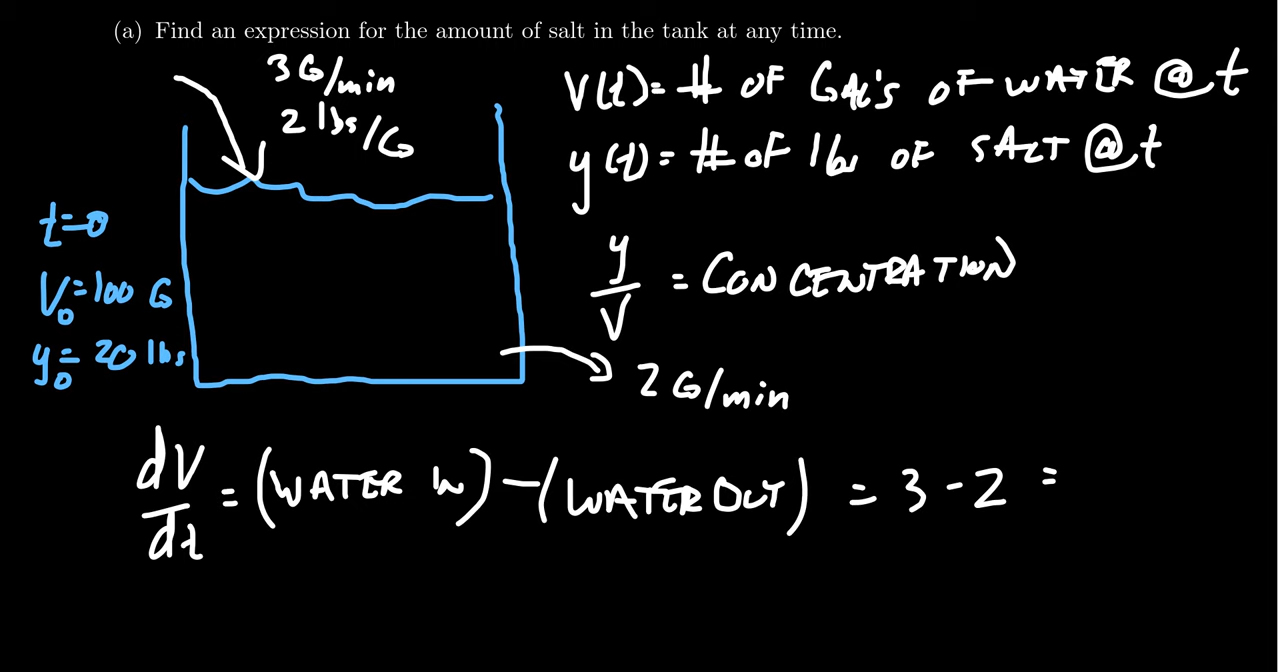 (a) Find an expression for the amount of salt in the tank at any time.
3 G/min
2 lbs/G
V(t) = # OF GAL'S OF WATER @ t
y(t) = # OF lbs OF SALT @ t
t=0
V₀=100 G
y₀= 20 lbs
y/V = CONCENTRATION
2 G/min
dV/dt = (WATER IN) - (WATER OUT) = 3 - 2 =